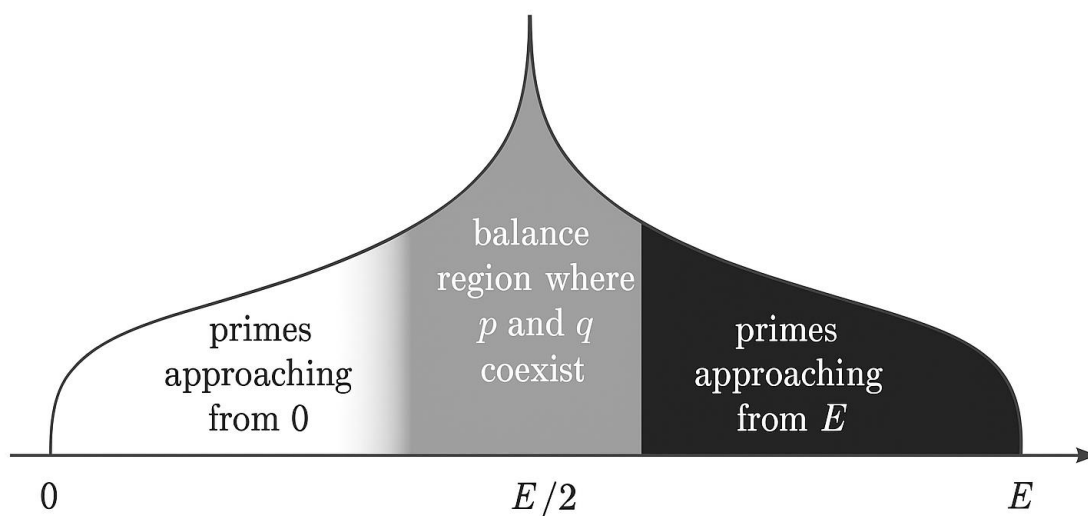 balance
region where
p and q
coexist
primes
approaching
from 0
primes
approaching
from E
0
E/2
E